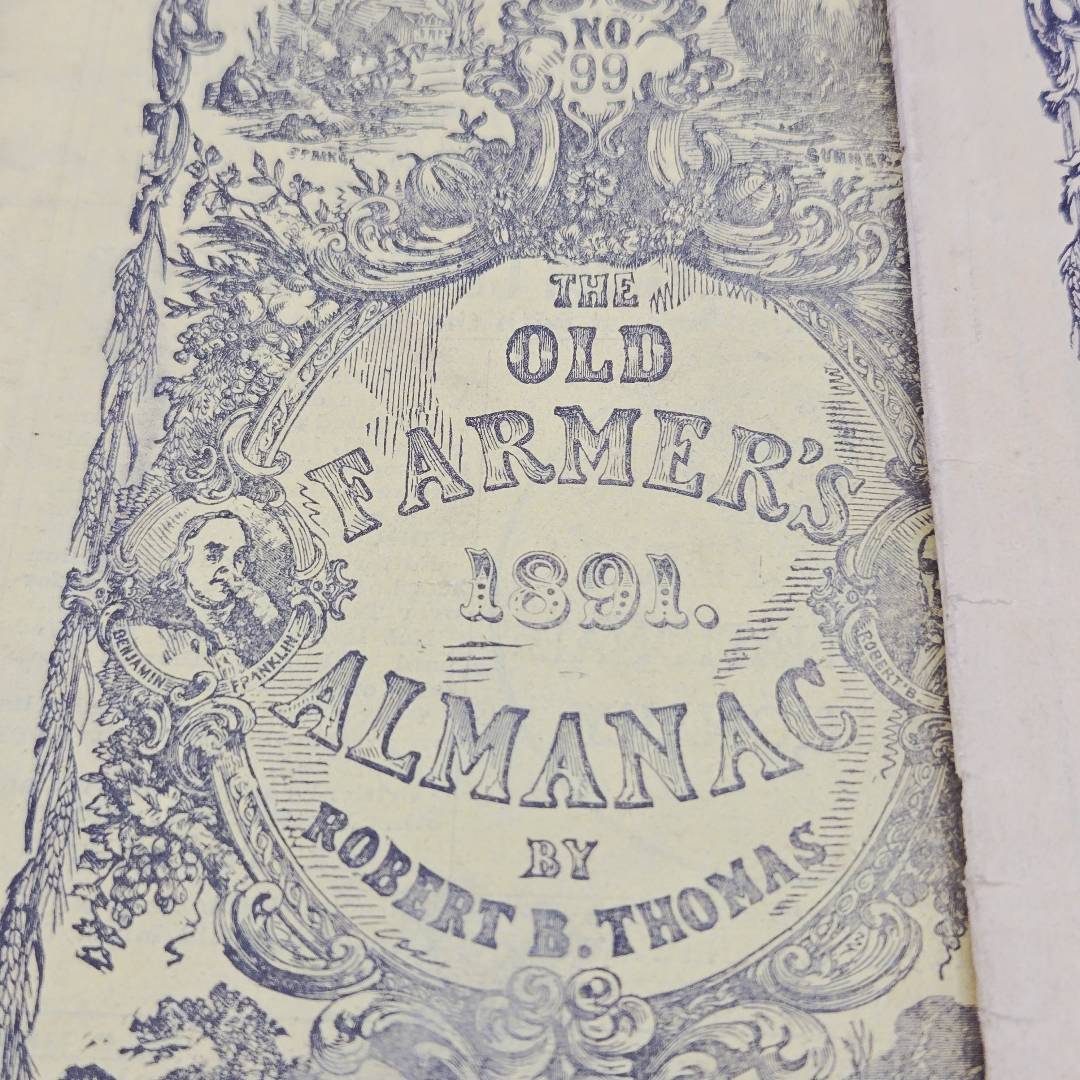 NO
99
SPRING
SUMMER
THE
OLD
FARMER'S
1891.
ALMANAC
BY
ROBERT B. THOMAS
BENJAMIN FRANKLIN
ROBERT B.